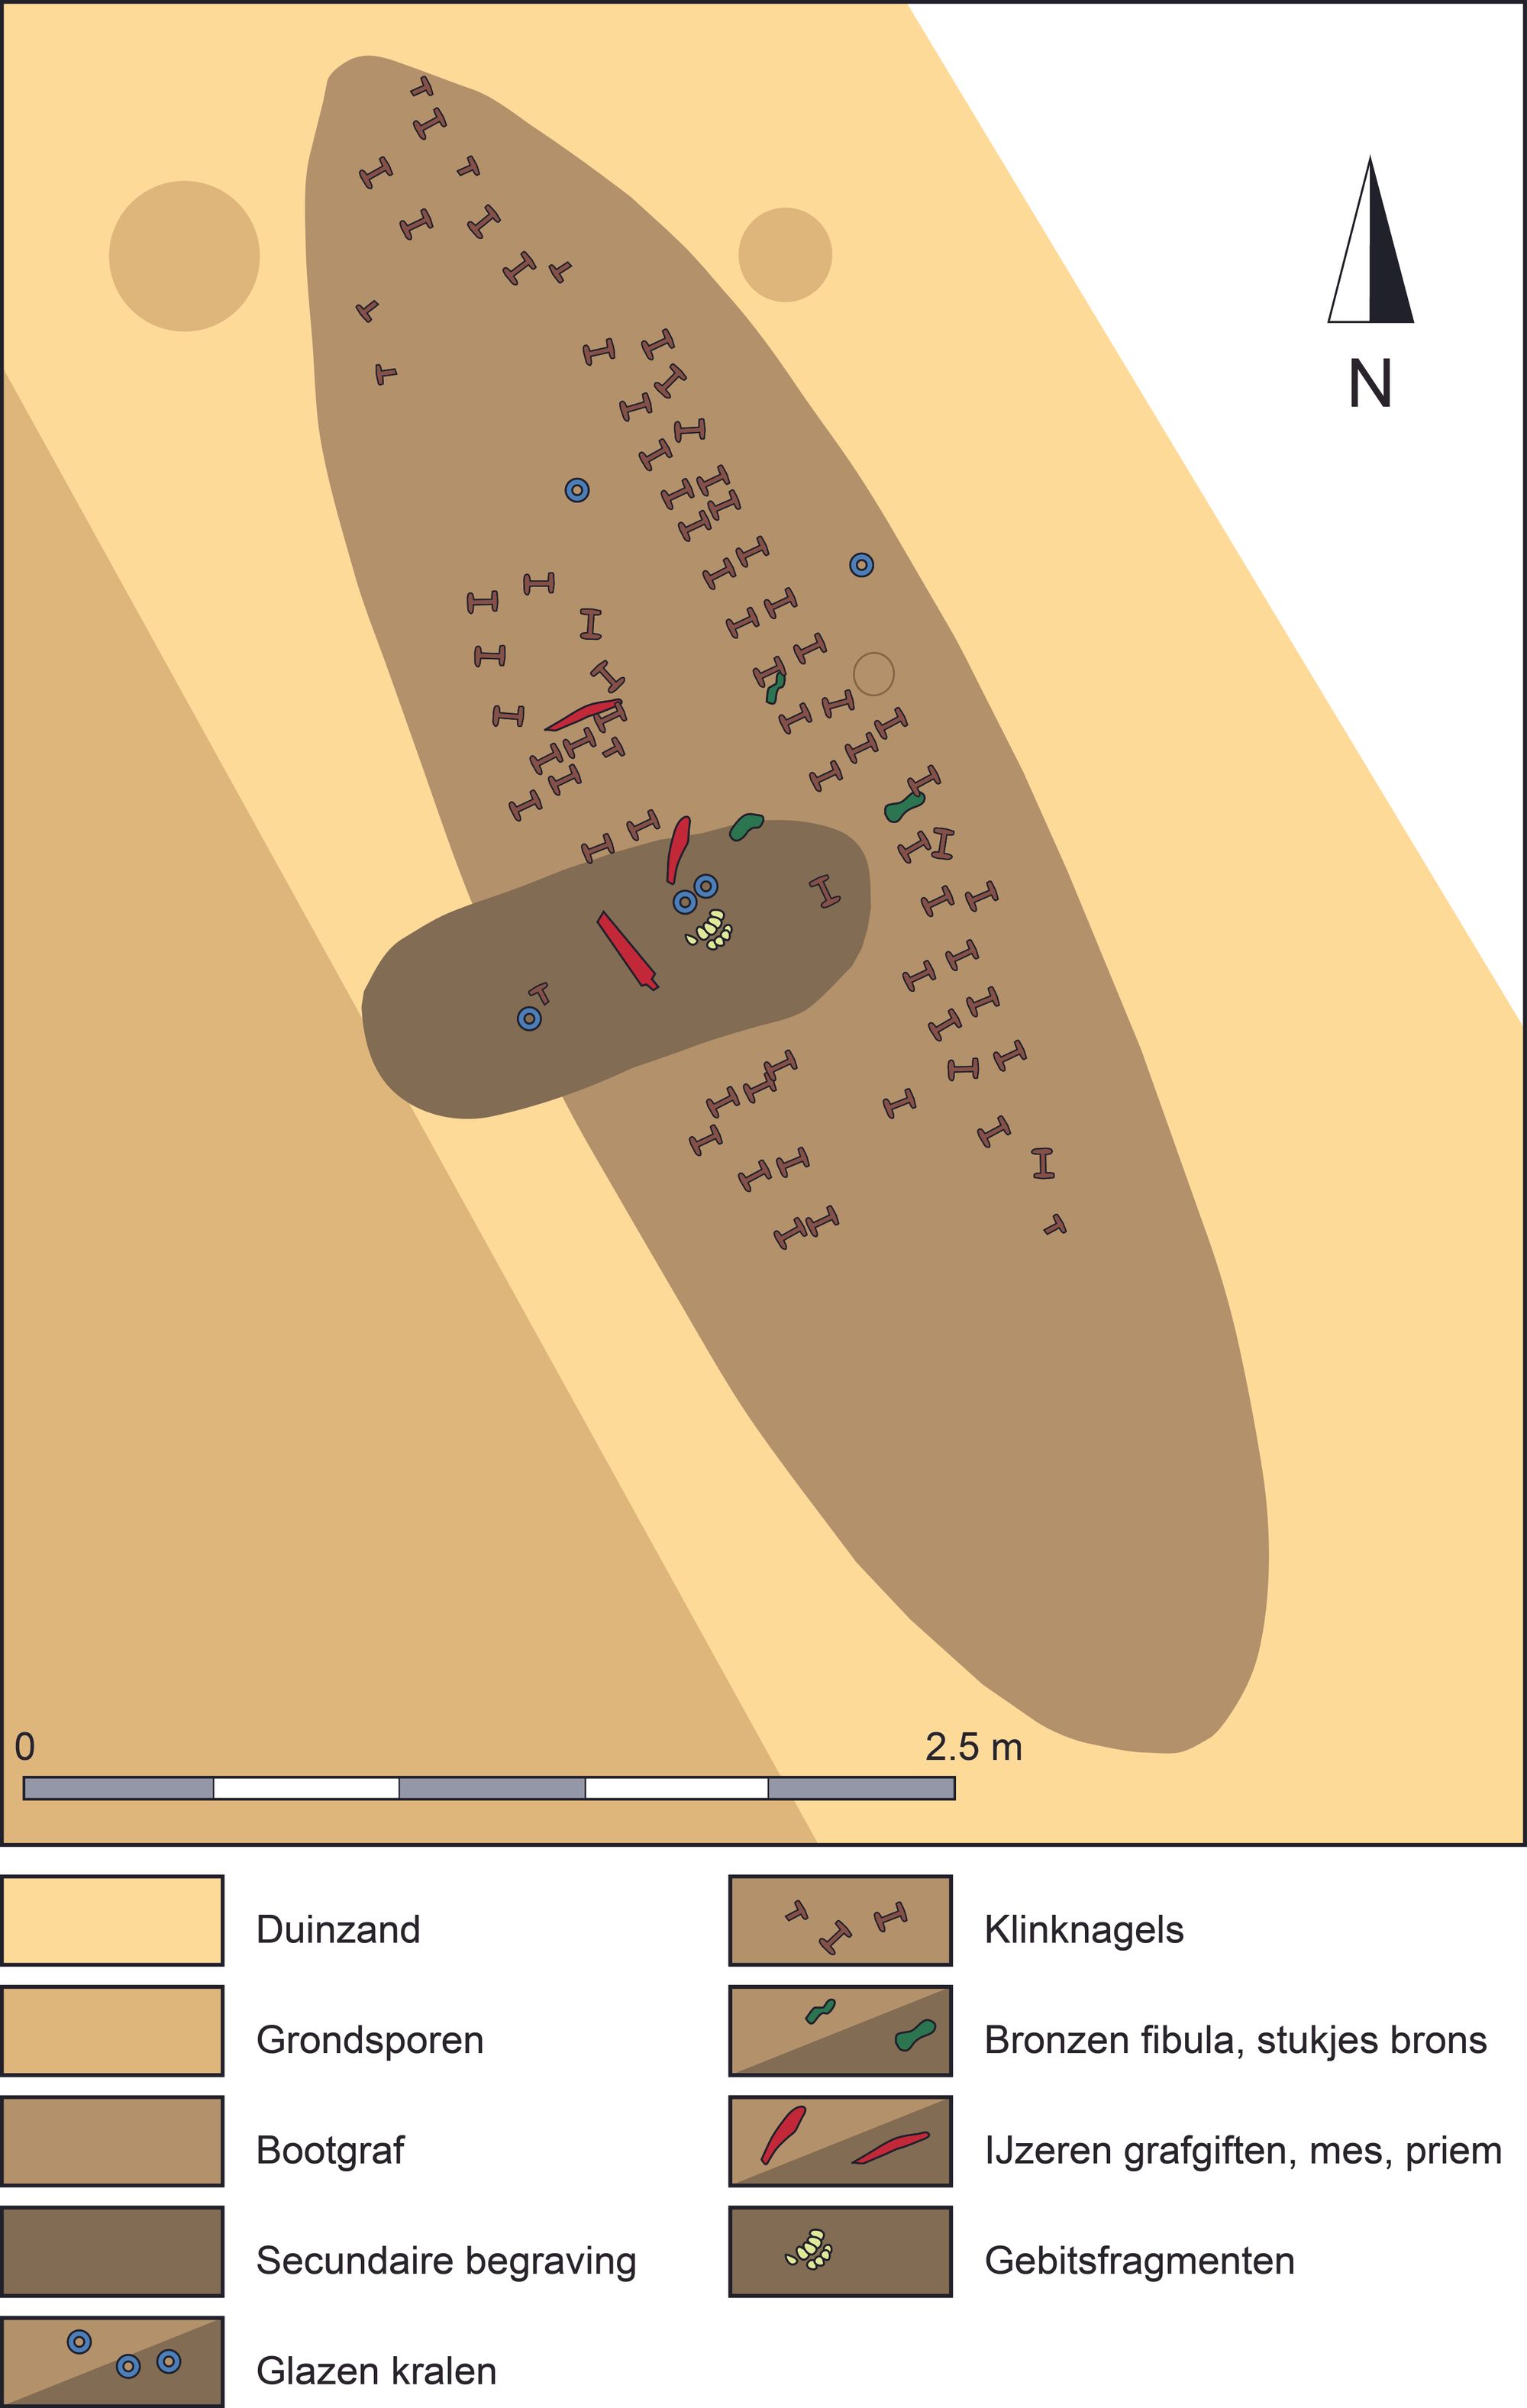 N
0
2.5 m
Duinzand
Grondsporen
Bootgraf
Secundaire begraving
Glazen kralen
Klinknagels
Bronzen fibula, stukjes brons
IJzeren grafgiften, mes, priem
Gebitsfragmenten